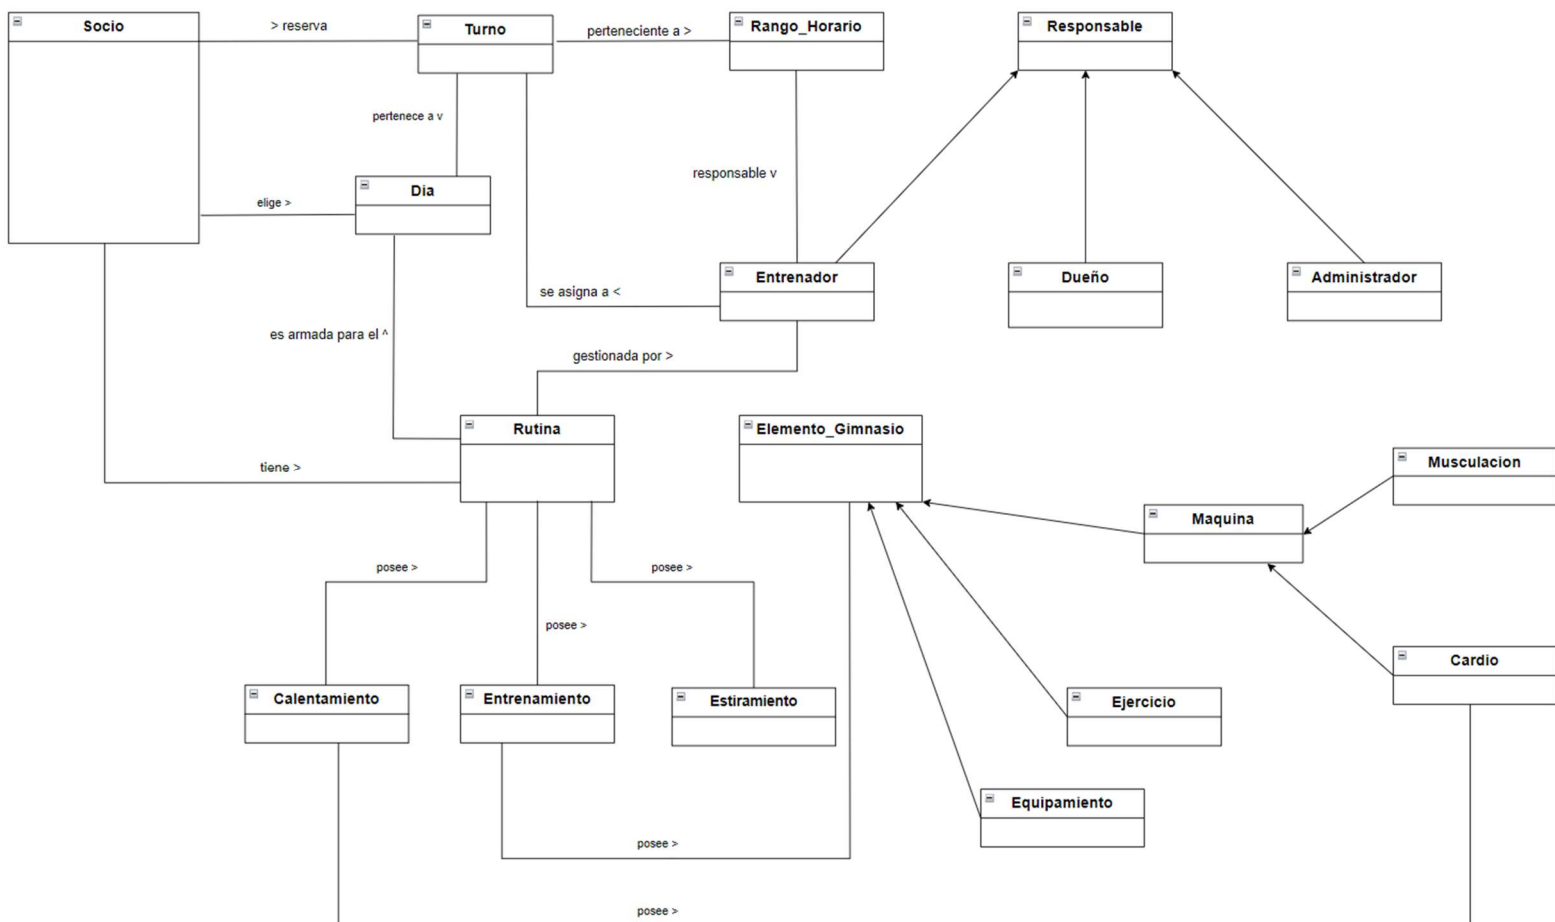 Socio
> reserva
Turno
perteneciente a >
Rango_Horario
Responsable
pertenece a v
responsable v
Dia
elige >
Entrenador
Dueño
Administrador
se asigna a <
es armada para el ^
gestionada por >
Rutina
Elemento_Gimnasio
tiene >
Musculacion
Maquina
posee >
posee >
posee >
Cardio
Calentamiento
Entrenamiento
Estiramiento
Ejercicio
Equipamiento
posee >
posee >